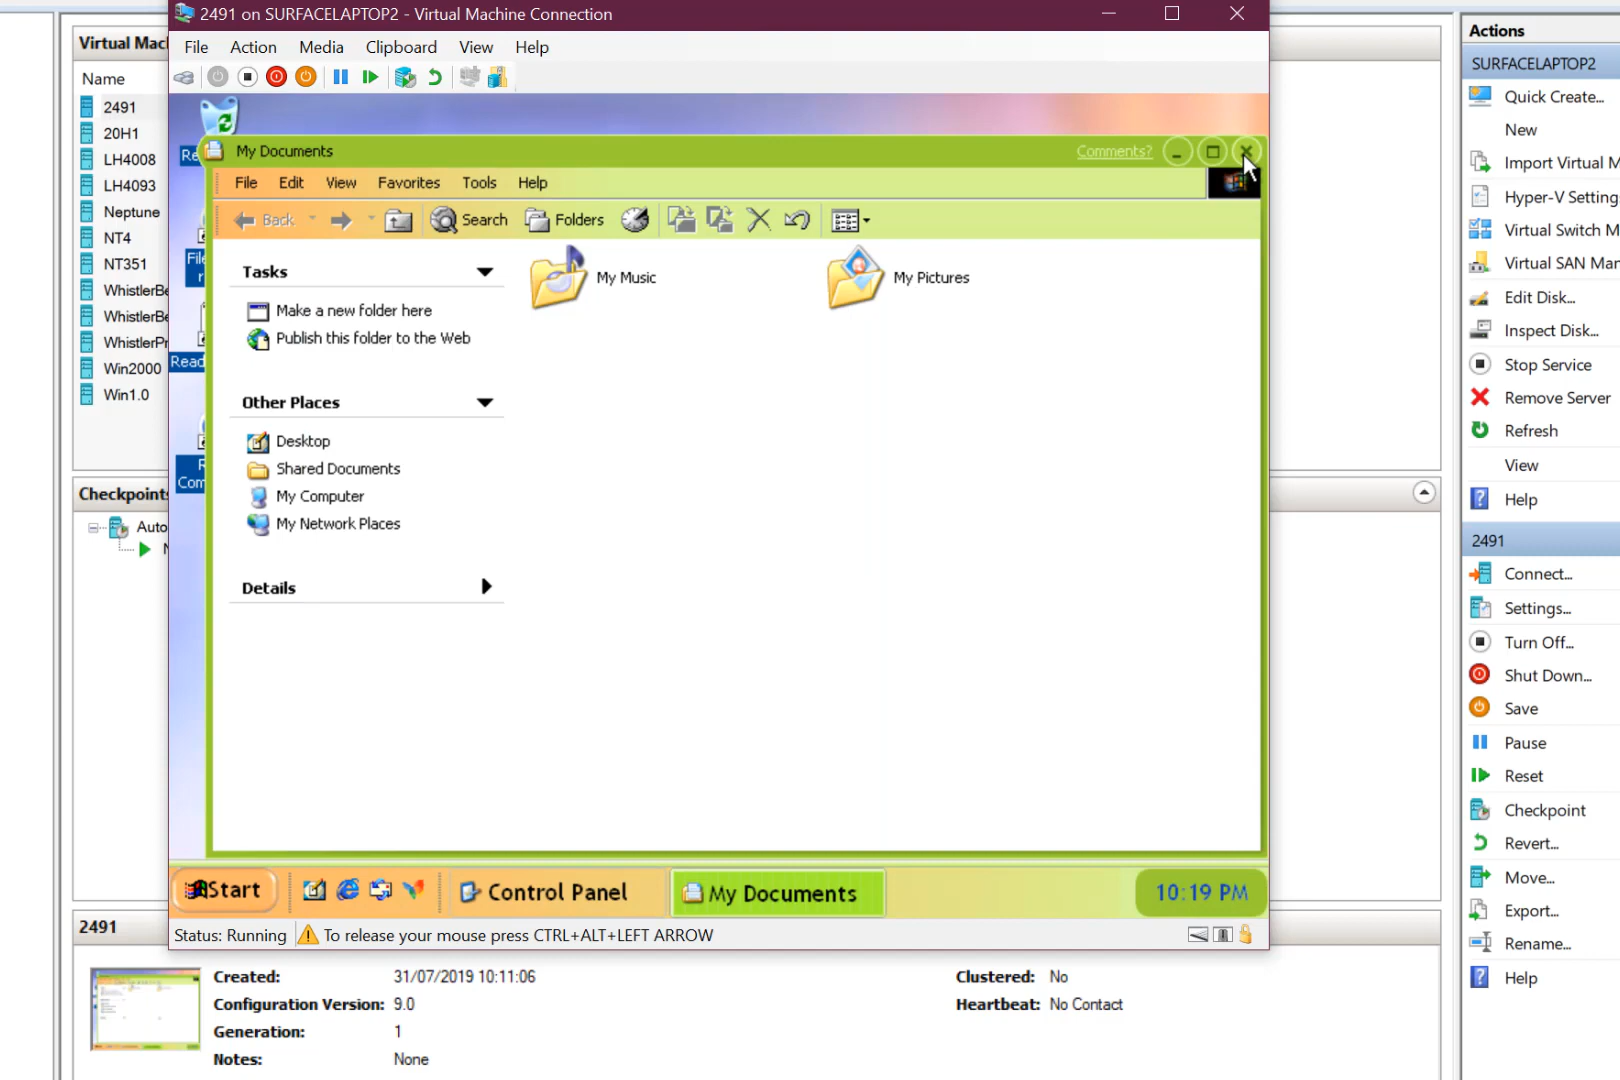 2491 on SURFACELAPTOP2 - Virtual Machine Connection
File Action Media Clipboard View Help
Virtual
Name
2491
20H1
LH4008
LH4093
Neptune
NT4
NT351
Win2000
Win1.0
Checkpoints
2491
My Documents
Comments?
File Edit View Favorites Tools Help
Back Search Folders
Tasks
Make a new folder here
Publish this folder to the Web
Other Places
Desktop
Shared Documents
My Computer
My Network Places
Details
My Music
My Pictures
Start
Control Panel
My Documents
10:19 PM
Status: Running
To release your mouse press CTRL+ALT+LEFT ARROW
Created: 31/07/2019 10:11:06
Configuration Version: 9.0
Generation: 1
Notes: None
Clustered: No
Heartbeat: No Contact
Actions
SURFACELAPTOP2
Quick Create...
New
Import Virtual M
Hyper-V Setting
Virtual Switch M
Virtual SAN Man
Edit Disk...
Inspect Disk...
Stop Service
Remove Server
Refresh
View
Help
2491
Connect...
Settings...
Turn Off...
Shut Down...
Save
Pause
Reset
Checkpoint
Revert...
Move...
Export...
Rename...
Help